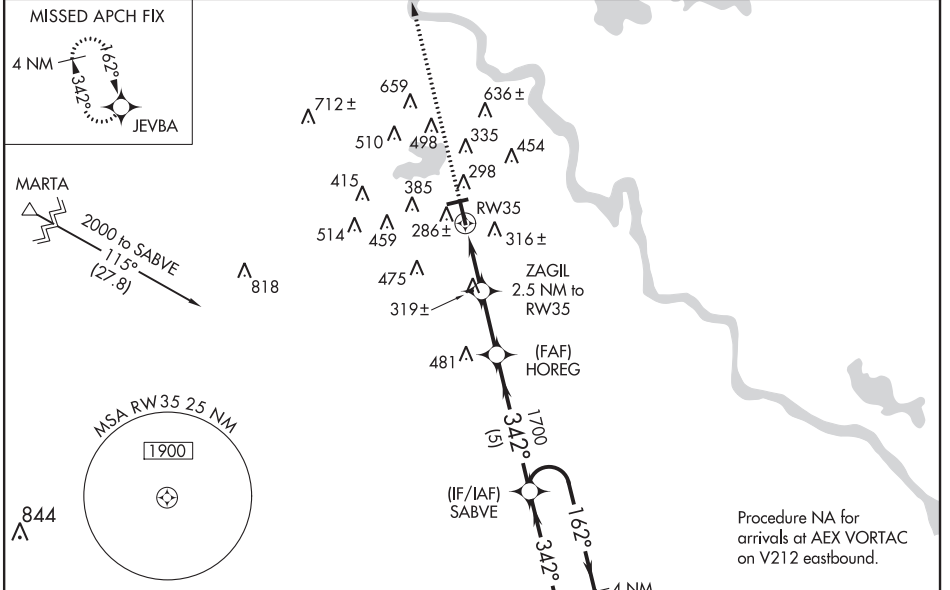 MISSED APCH FIX
4 NM
162°
342°
JEVBA
659
712 ±
636 ±
510
498
335
454
298
415
385
RW35
514
459
286 ±
316 ±
MARTA
2000 to SABVE
115°
(27.8)
818
475
ZAGIL
2.5 NM to
RW35
319 ±
481
(FAF)
HOREG
1700
342°
(5)
MSA RW35 25 NM
1900
(IF/IAF)
SABVE
162°
342°
4 NM
844
Procedure NA for
arrivals at AEX VORTAC
on V212 eastbound.